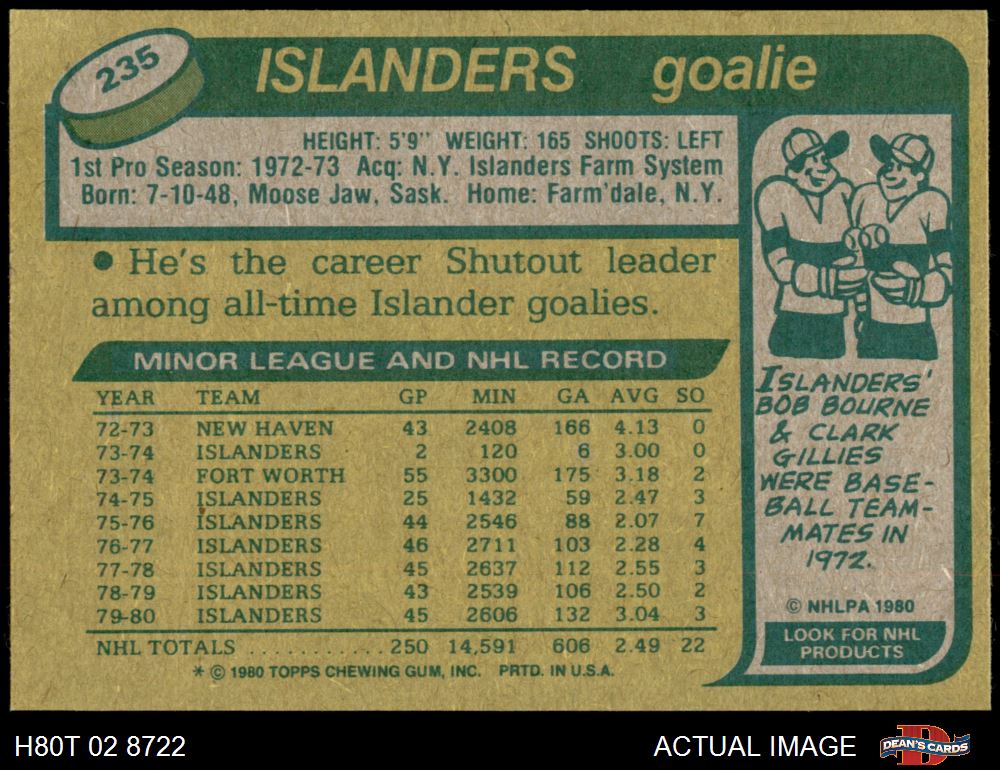 235
ISLANDERS goalie
HEIGHT: 5'9" WEIGHT: 165 SHOOTS: LEFT
1st Pro Season: 1972-73 Acq: N.Y. Islanders Farm System
Born: 7-10-48, Moose Jaw, Sask. Home: Farm'dale, N.Y.
• He's the career Shutout leader
among all-time Islander goalies.
MINOR LEAGUE AND NHL RECORD
YEAR TEAM GP MIN GA AVG SO
72-73 NEW HAVEN 43 2408 166 4.13 0
73-74 ISLANDERS 2 120 6 3.00 0
73-74 FORT WORTH 55 3300 175 3.18 2
74-75 ISLANDERS 25 1432 59 2.47 3
75-76 ISLANDERS 44 2546 88 2.07 7
76-77 ISLANDERS 46 2711 103 2.28 4
77-78 ISLANDERS 45 2637 112 2.55 3
78-79 ISLANDERS 43 2539 106 2.50 2
79-80 ISLANDERS 45 2606 132 3.04 3
NHL TOTALS ............ 250 14,591 606 2.49 22
* © 1980 TOPPS CHEWING GUM, INC. PRTD. IN U.S.A.
ISLANDERS'
BOB BOURNE
& CLARK
GILLIES
WERE BASE-
BALL TEAM-
MATES IN
1972.
© NHLPA 1980
LOOK FOR NHL
PRODUCTS
H80T 02 8722
ACTUAL IMAGE
D
DEAN'S CARDS